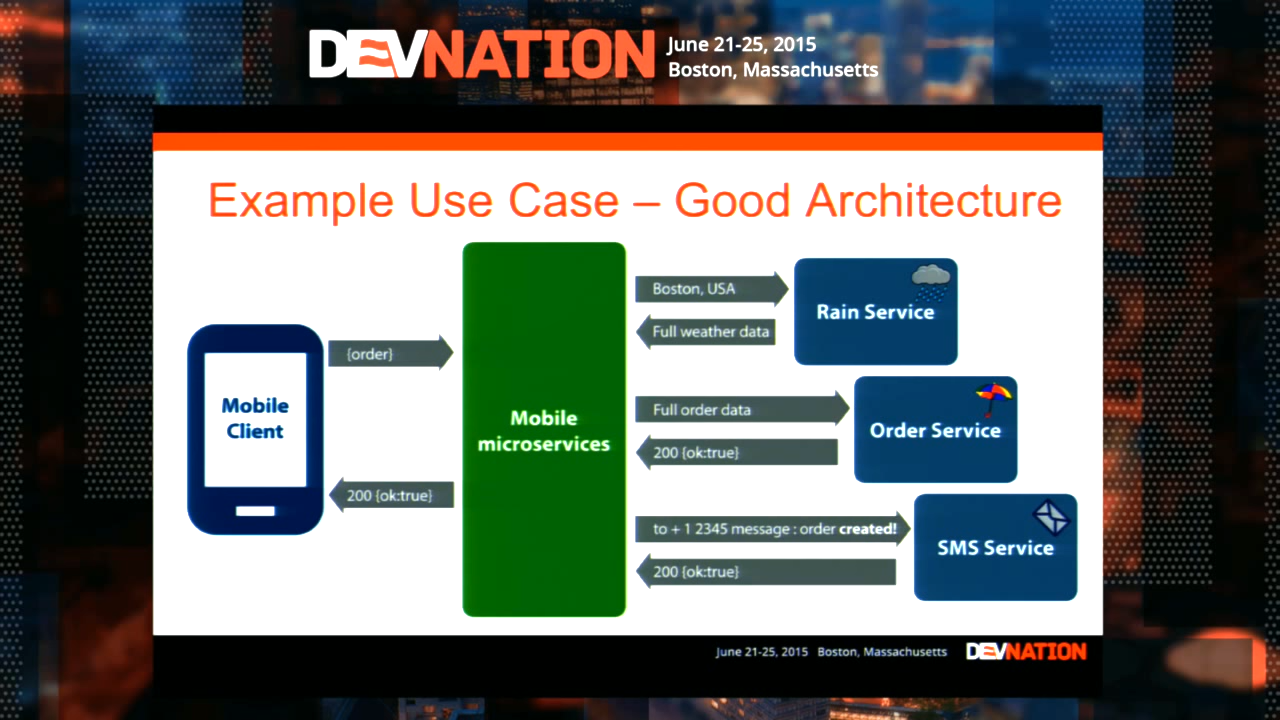 DEVNATION
June 21-25, 2015
Boston, Massachusetts
Example Use Case – Good Architecture
Mobile
Client
{order}
200 {ok:true}
Mobile
microservices
Boston, USA
Full weather data
Rain Service
Full order data
200 {ok:true}
Order Service
to + 1 2345 message : order created!
200 {ok:true}
SMS Service
June 21-25, 2015 Boston, Massachusetts
DEVNATION